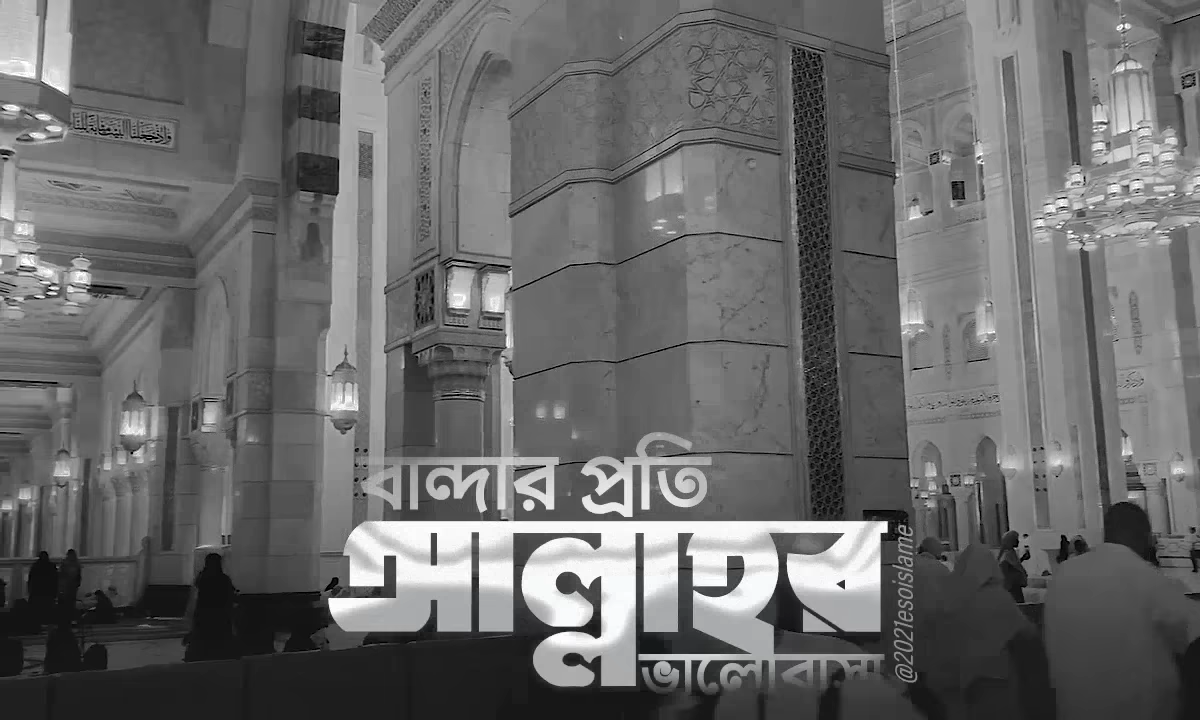 বান্দার প্রতি
আল্লাহর
ভালোবাসা
@2021esoislame